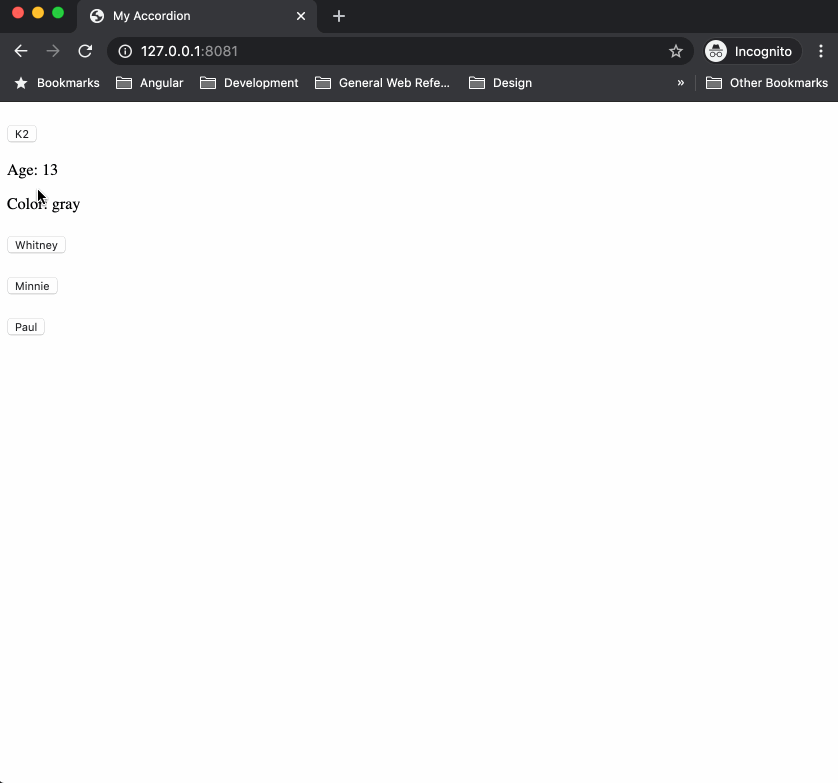 My Accordion
127.0.0.1:8081
Incognito
Bookmarks Angular Development General Web Refe... Design » Other Bookmarks
K2
Age: 13
Color: gray
Whitney
Minnie
Paul